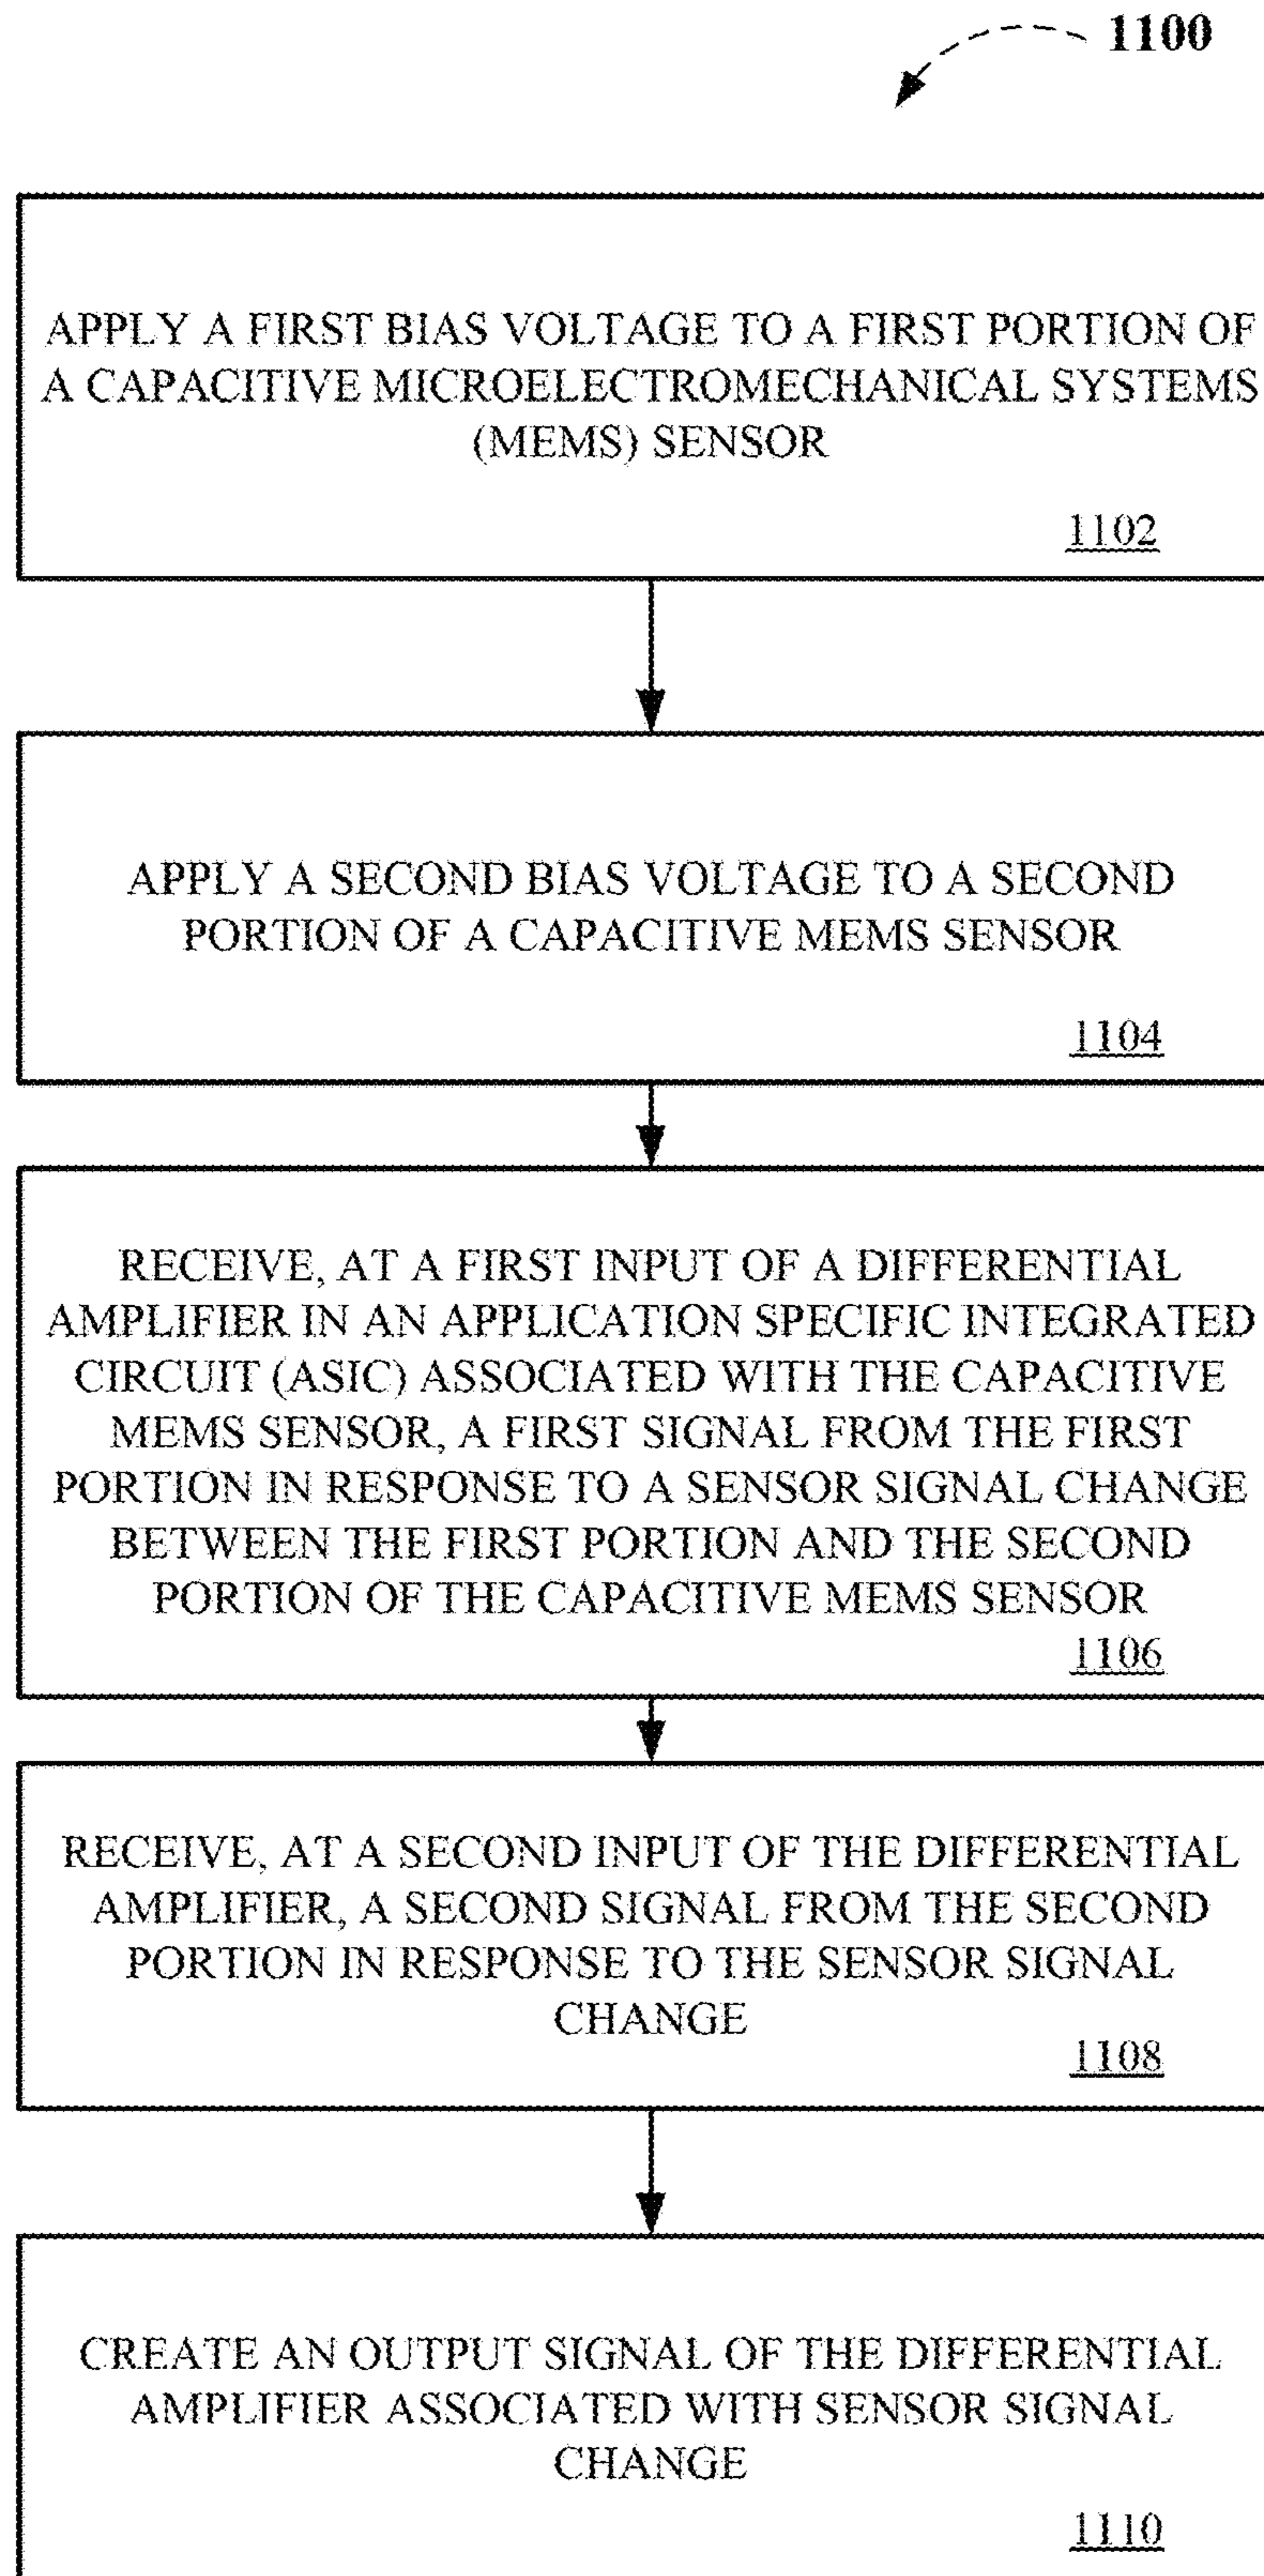 1100
APPLY A FIRST BIAS VOLTAGE TO A FIRST PORTION OF
A CAPACITIVE MICROELECTROMECHANICAL SYSTEMS
(MEMS) SENSOR
1102
APPLY A SECOND BIAS VOLTAGE TO A SECOND
PORTION OF A CAPACITIVE MEMS SENSOR
1104
RECEIVE, AT A FIRST INPUT OF A DIFFERENTIAL
AMPLIFIER IN AN APPLICATION SPECIFIC INTEGRATED
CIRCUIT (ASIC) ASSOCIATED WITH THE CAPACITIVE
MEMS SENSOR, A FIRST SIGNAL FROM THE FIRST
PORTION IN RESPONSE TO A SENSOR SIGNAL CHANGE
BETWEEN THE FIRST PORTION AND THE SECOND
PORTION OF THE CAPACITIVE MEMS SENSOR
1106
RECEIVE, AT A SECOND INPUT OF THE DIFFERENTIAL
AMPLIFIER, A SECOND SIGNAL FROM THE SECOND
PORTION IN RESPONSE TO THE SENSOR SIGNAL
CHANGE
1108
CREATE AN OUTPUT SIGNAL OF THE DIFFERENTIAL
AMPLIFIER ASSOCIATED WITH SENSOR SIGNAL
CHANGE
1110